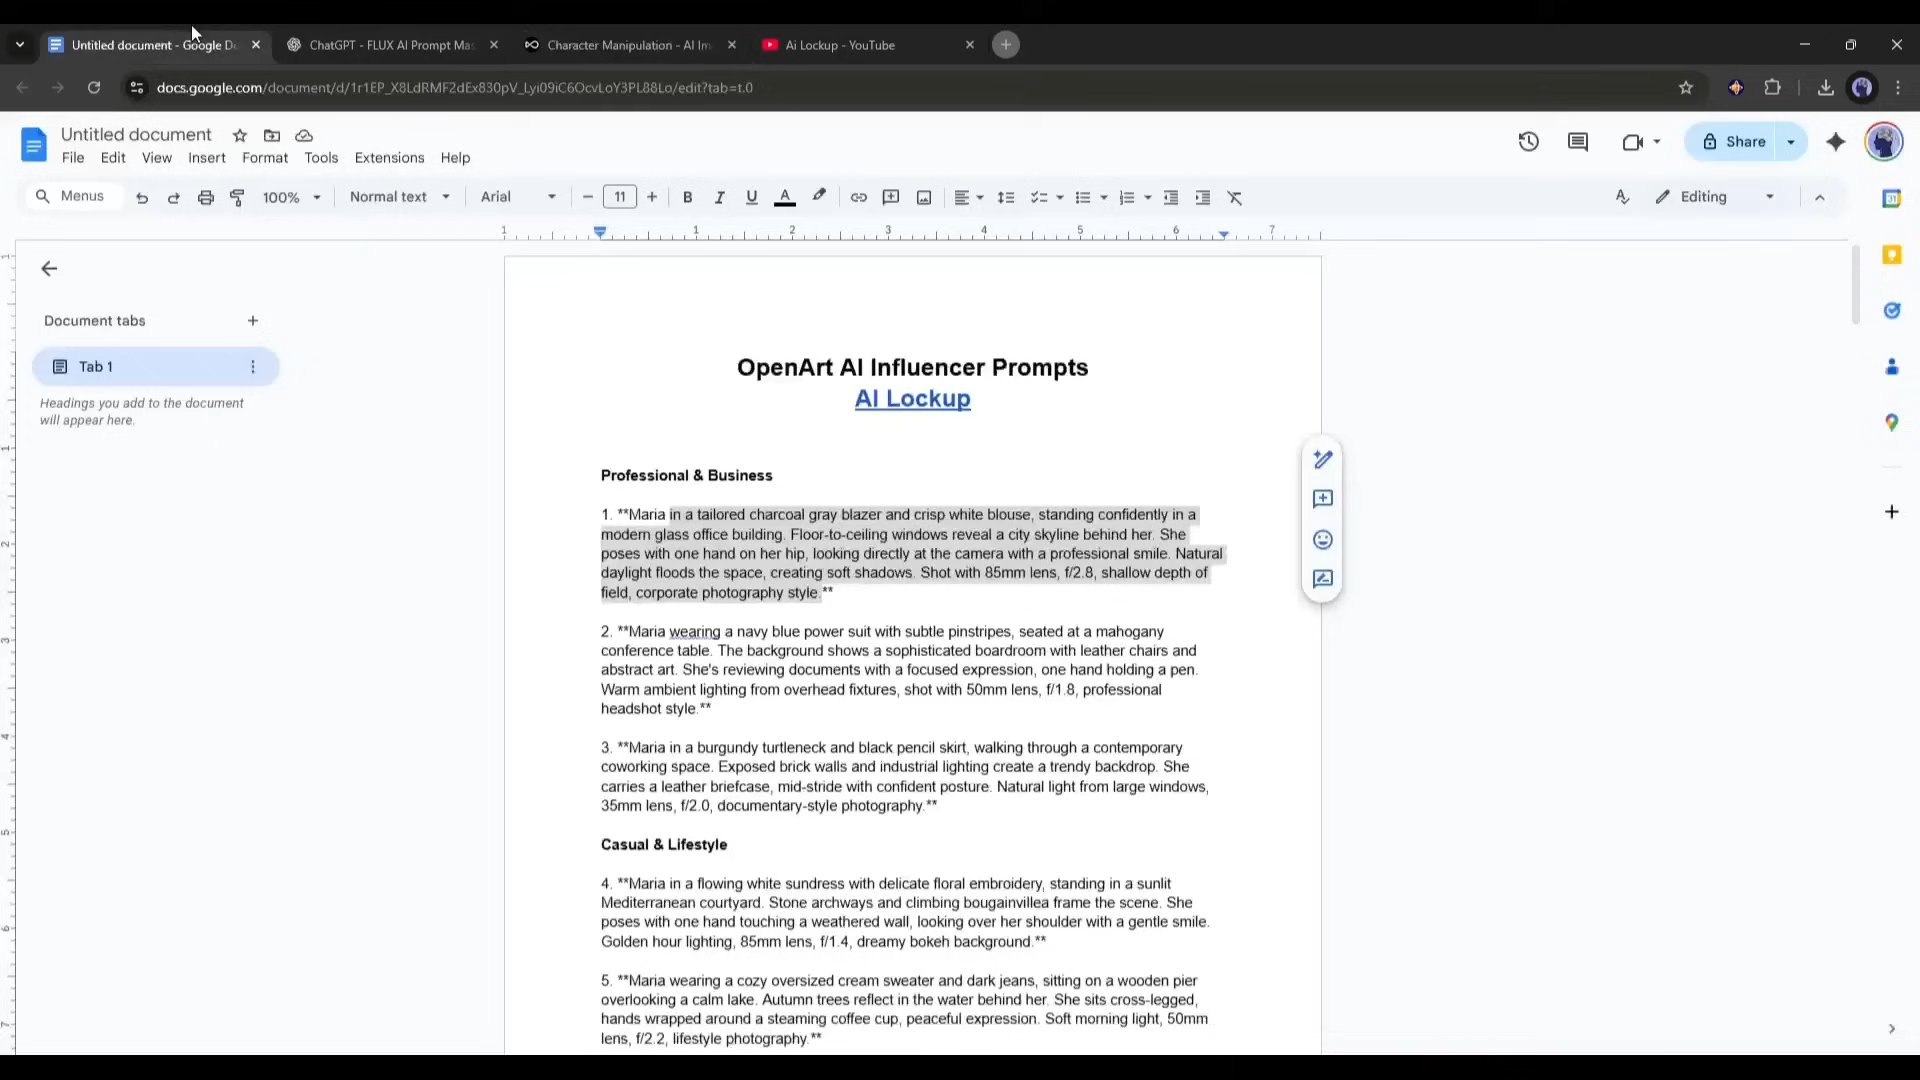 Untitled document - Google Do
ChatGPT - FLUX AI Prompt Mas
Character Manipulation - AI Im
Ai Lockup - YouTube
docs.google.com/document/d/1r1EP_X8LdRMF2dEx830pV_Lyi09iC6OcvLoY3PL88Lo/edit?tab=t.0
Untitled document
File Edit View Insert Format Tools Extensions Help
Share
Menus
100%
Normal text
Arial
11
Editing
1 1 2 3 4 5 6 7
Document tabs
Tab 1
Headings you add to the document
will appear here.
OpenArt AI Influencer Prompts
AI Lockup
Professional & Business
1. **Maria in a tailored charcoal gray blazer and crisp white blouse, standing confidently in a
modern glass office building. Floor-to-ceiling windows reveal a city skyline behind her. She
poses with one hand on her hip, looking directly at the camera with a professional smile. Natural
daylight floods the space, creating soft shadows. Shot with 85mm lens, f/2.8, shallow depth of
field, corporate photography style.**
2. **Maria wearing a navy blue power suit with subtle pinstripes, seated at a mahogany
conference table. The background shows a sophisticated boardroom with leather chairs and
abstract art. She's reviewing documents with a focused expression, one hand holding a pen.
Warm ambient lighting from overhead fixtures, shot with 50mm lens, f/1.8, professional
headshot style.**
3. **Maria in a burgundy turtleneck and black pencil skirt, walking through a contemporary
coworking space. Exposed brick walls and industrial lighting create a trendy backdrop. She
carries a leather briefcase, mid-stride with confident posture. Natural light from large windows,
35mm lens, f/2.0, documentary-style photography.**
Casual & Lifestyle
4. **Maria in a flowing white sundress with delicate floral embroidery, standing in a sunlit
Mediterranean courtyard. Stone archways and climbing bougainvillea frame the scene. She
poses with one hand touching a weathered wall, looking over her shoulder with a gentle smile.
Golden hour lighting, 85mm lens, f/1.4, dreamy bokeh background.**
5. **Maria wearing a cozy oversized cream sweater and dark jeans, sitting on a wooden pier
overlooking a calm lake. Autumn trees reflect in the water behind her. She sits cross-legged,
hands wrapped around a steaming coffee cup, peaceful expression. Soft morning light, 50mm
lens, f/2.2, lifestyle photography.**